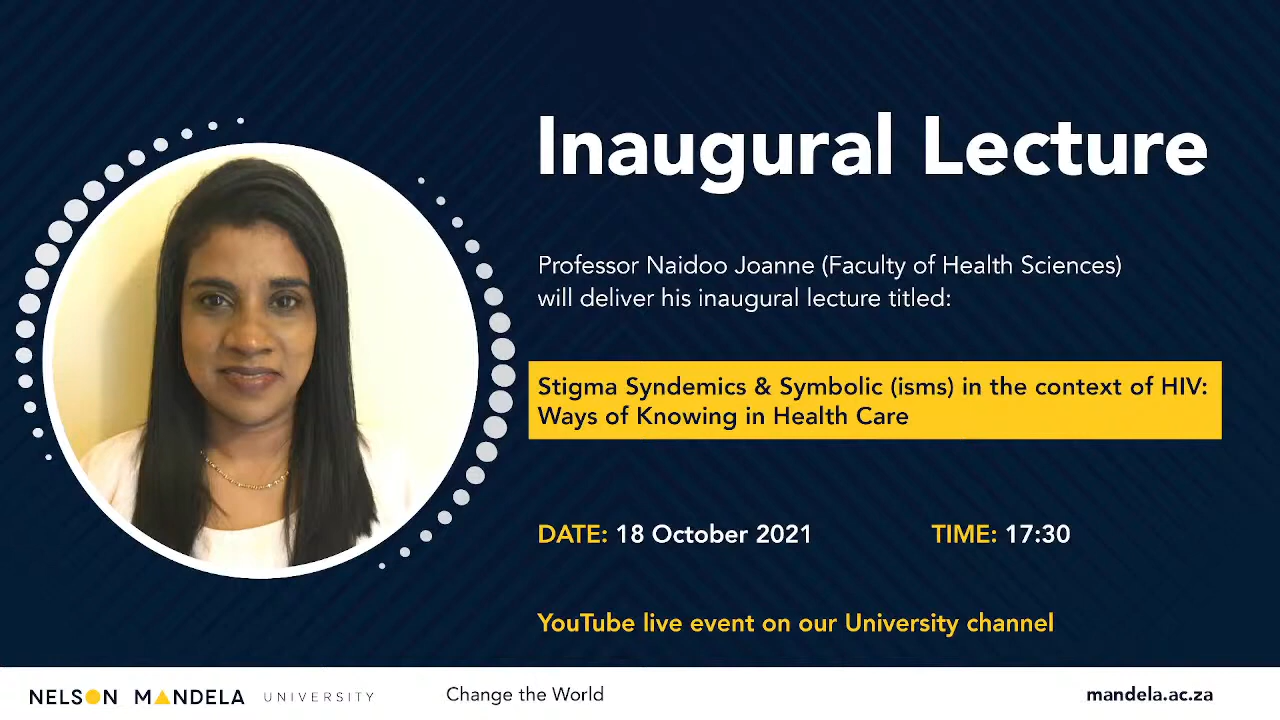 Inaugural Lecture
Professor Naidoo Joanne (Faculty of Health Sciences)
will deliver his inaugural lecture titled:
Stigma Syndemics & Symbolic (isms) in the context of HIV:
Ways of Knowing in Health Care
DATE: 18 October 2021 TIME: 17:30
YouTube live event on our University channel
NELSON MANDELA UNIVERSITY Change the World mandela.ac.za